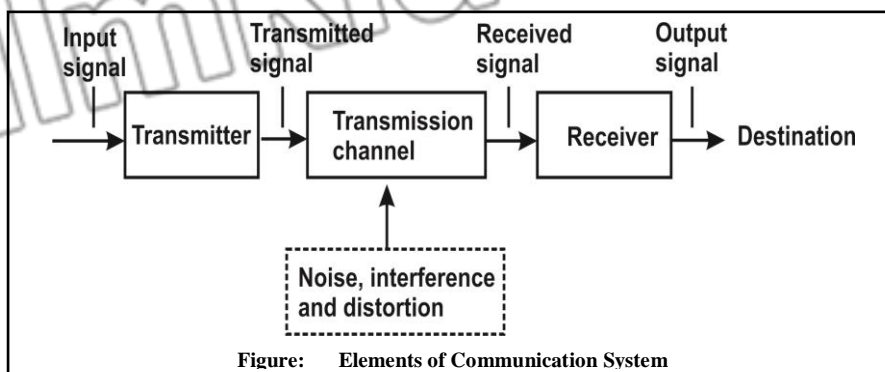 Input
signal
Transmitted
signal
Received
signal
Output
signal
Transmitter
Transmission
channel
Receiver
Destination
Noise, interference
and distortion
Figure: Elements of Communication System